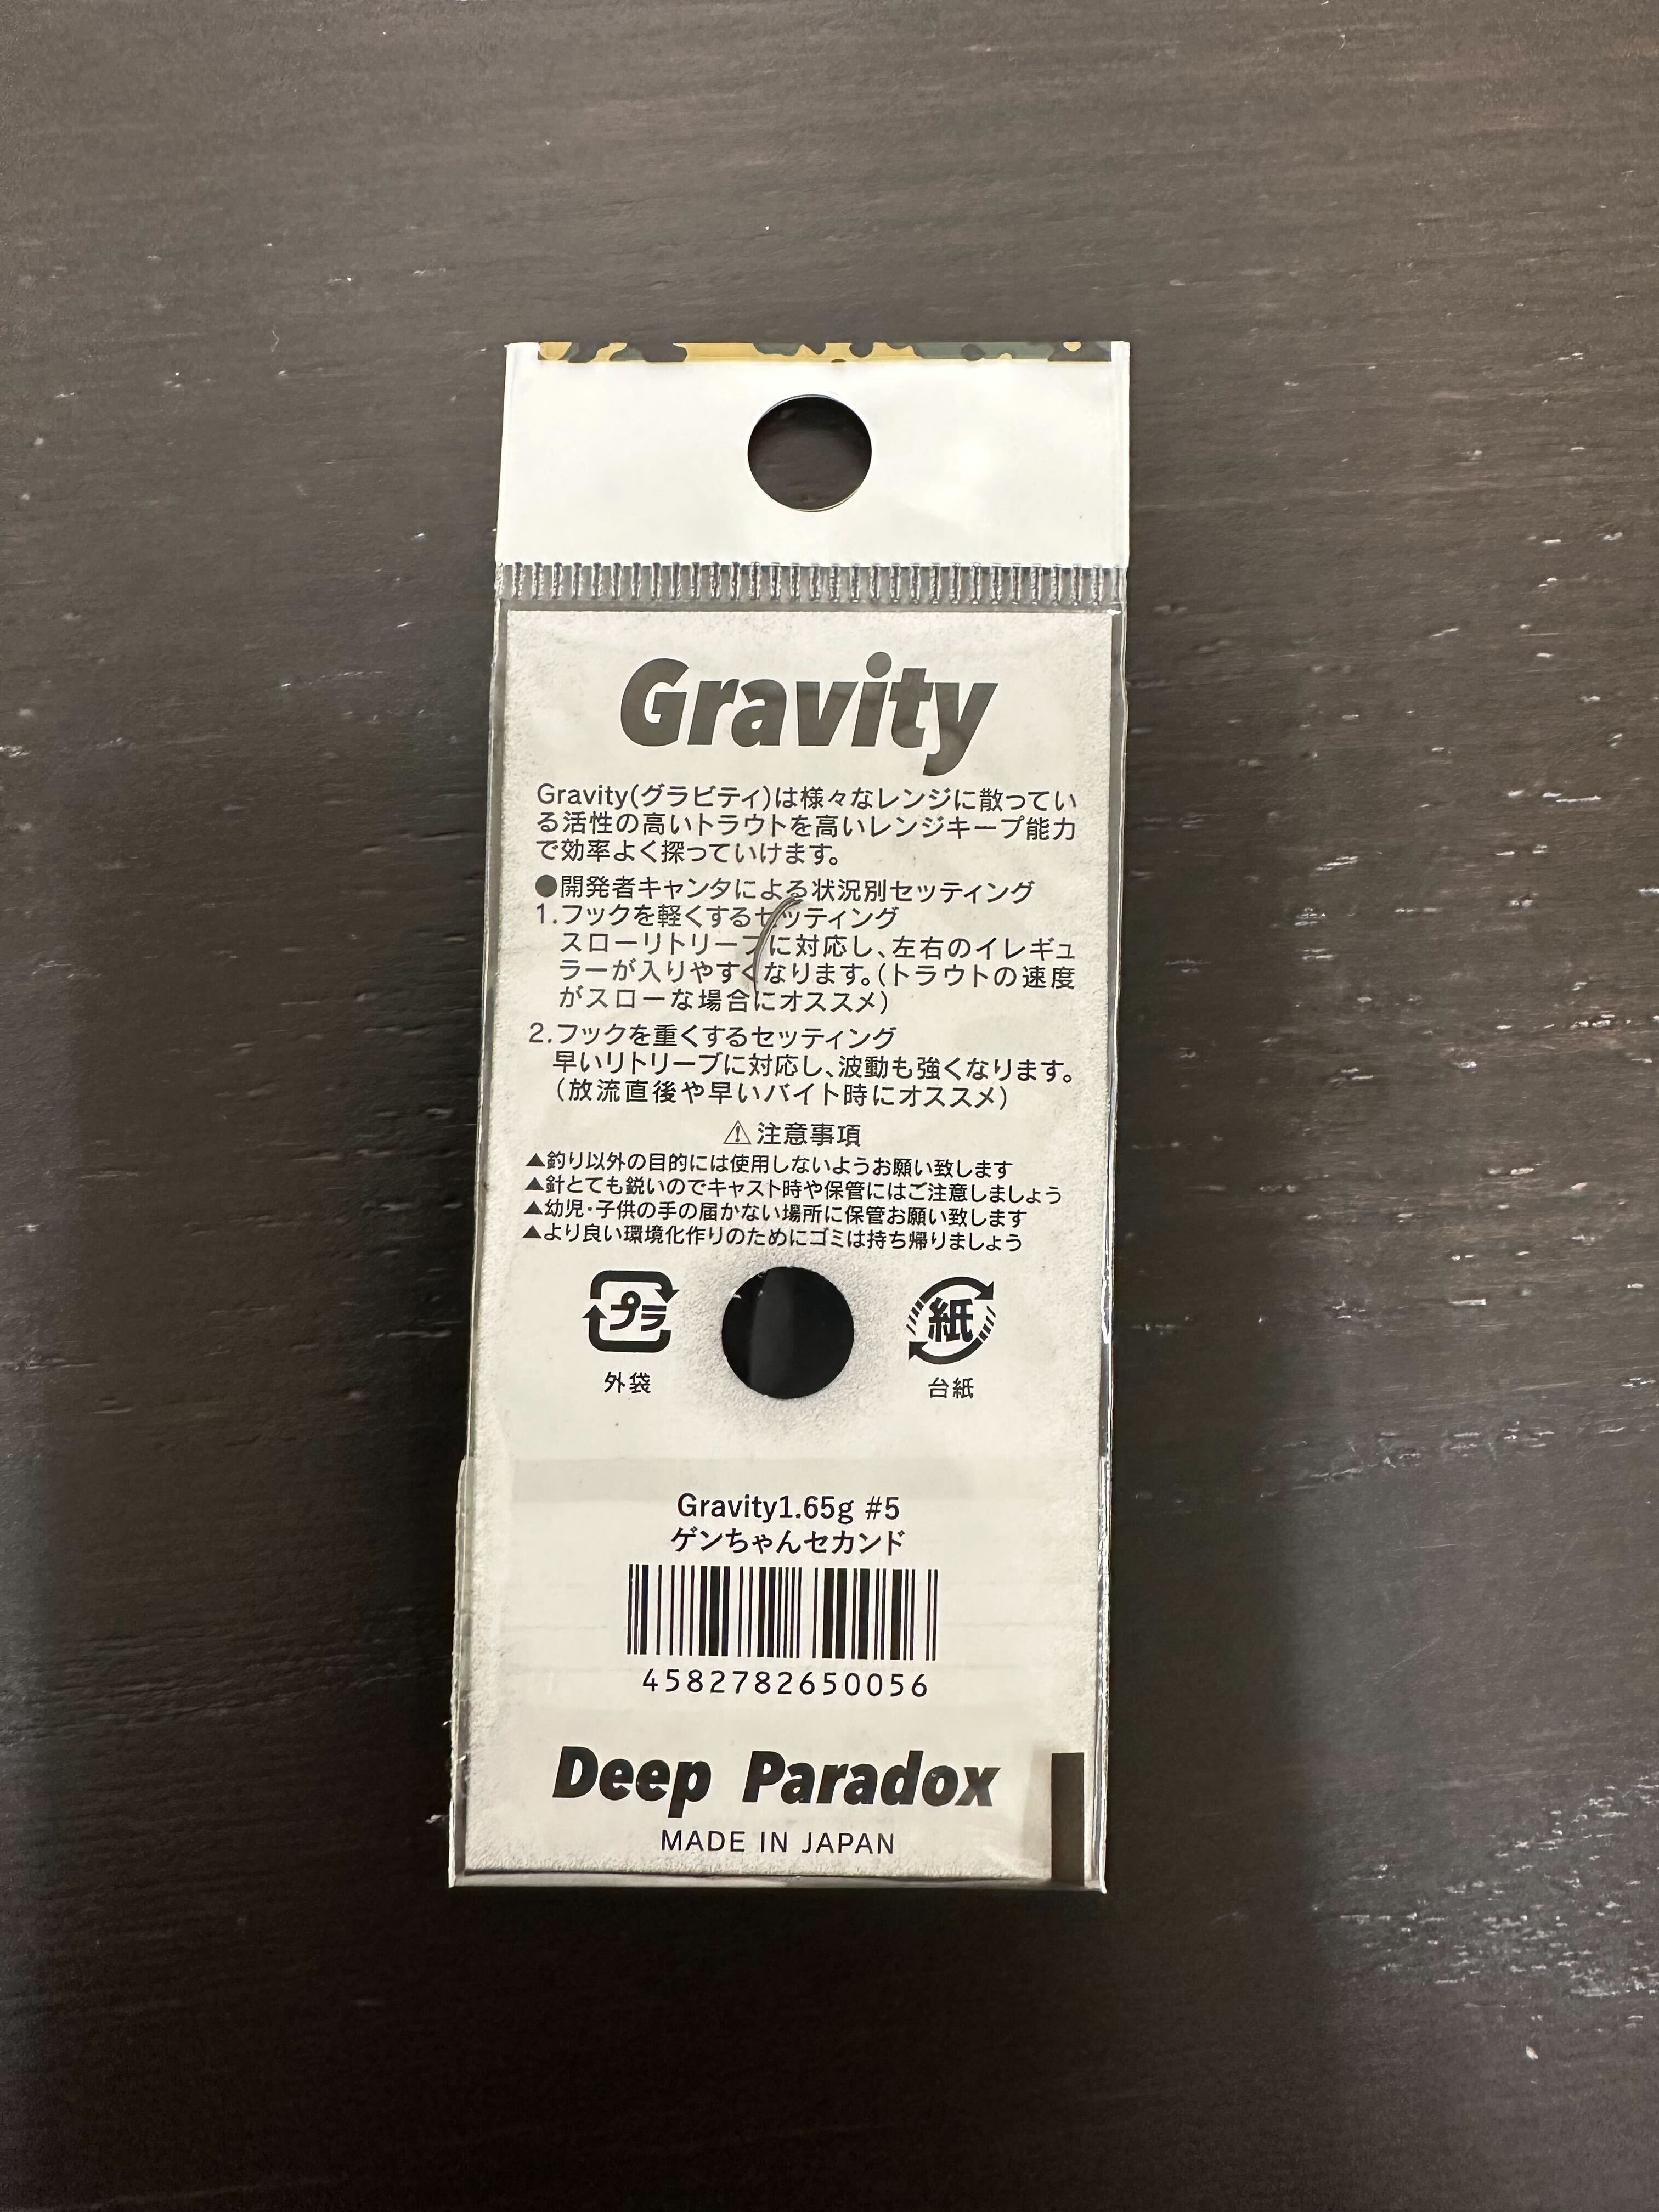 Gravity
Gravity(グラビティ)は様々なレンジに散ってい
る活性の高いトラウトを高いレンジキープ能力
で効率よく探っていけます。
●開発者キャンタによる状況別セッティング
1.フックを軽くするセッティング
スローリトリーブに対応し、左右のイレギュ
ラーが入りやすくなります。(トラウトの速度
がスローな場合にオススメ)
2.フックを重くするセッティング
早いリトリーブに対応し、波動も強くなります。
(放流直後や早いバイト時にオススメ)
⚠注意事項
▲釣り以外の目的には使用しないようお願い致します
▲針とても鋭いのでキャスト時や保管にはご注意しましょう
▲幼児・子供の手の届かない場所に保管お願い致します
▲より良い環境化作りのためにゴミは持ち帰りましょう
プラ
外袋
紙
台紙
Gravity1.65g #5
ゲンちゃんセカンド
4582782650056
Deep Paradox
MADE IN JAPAN